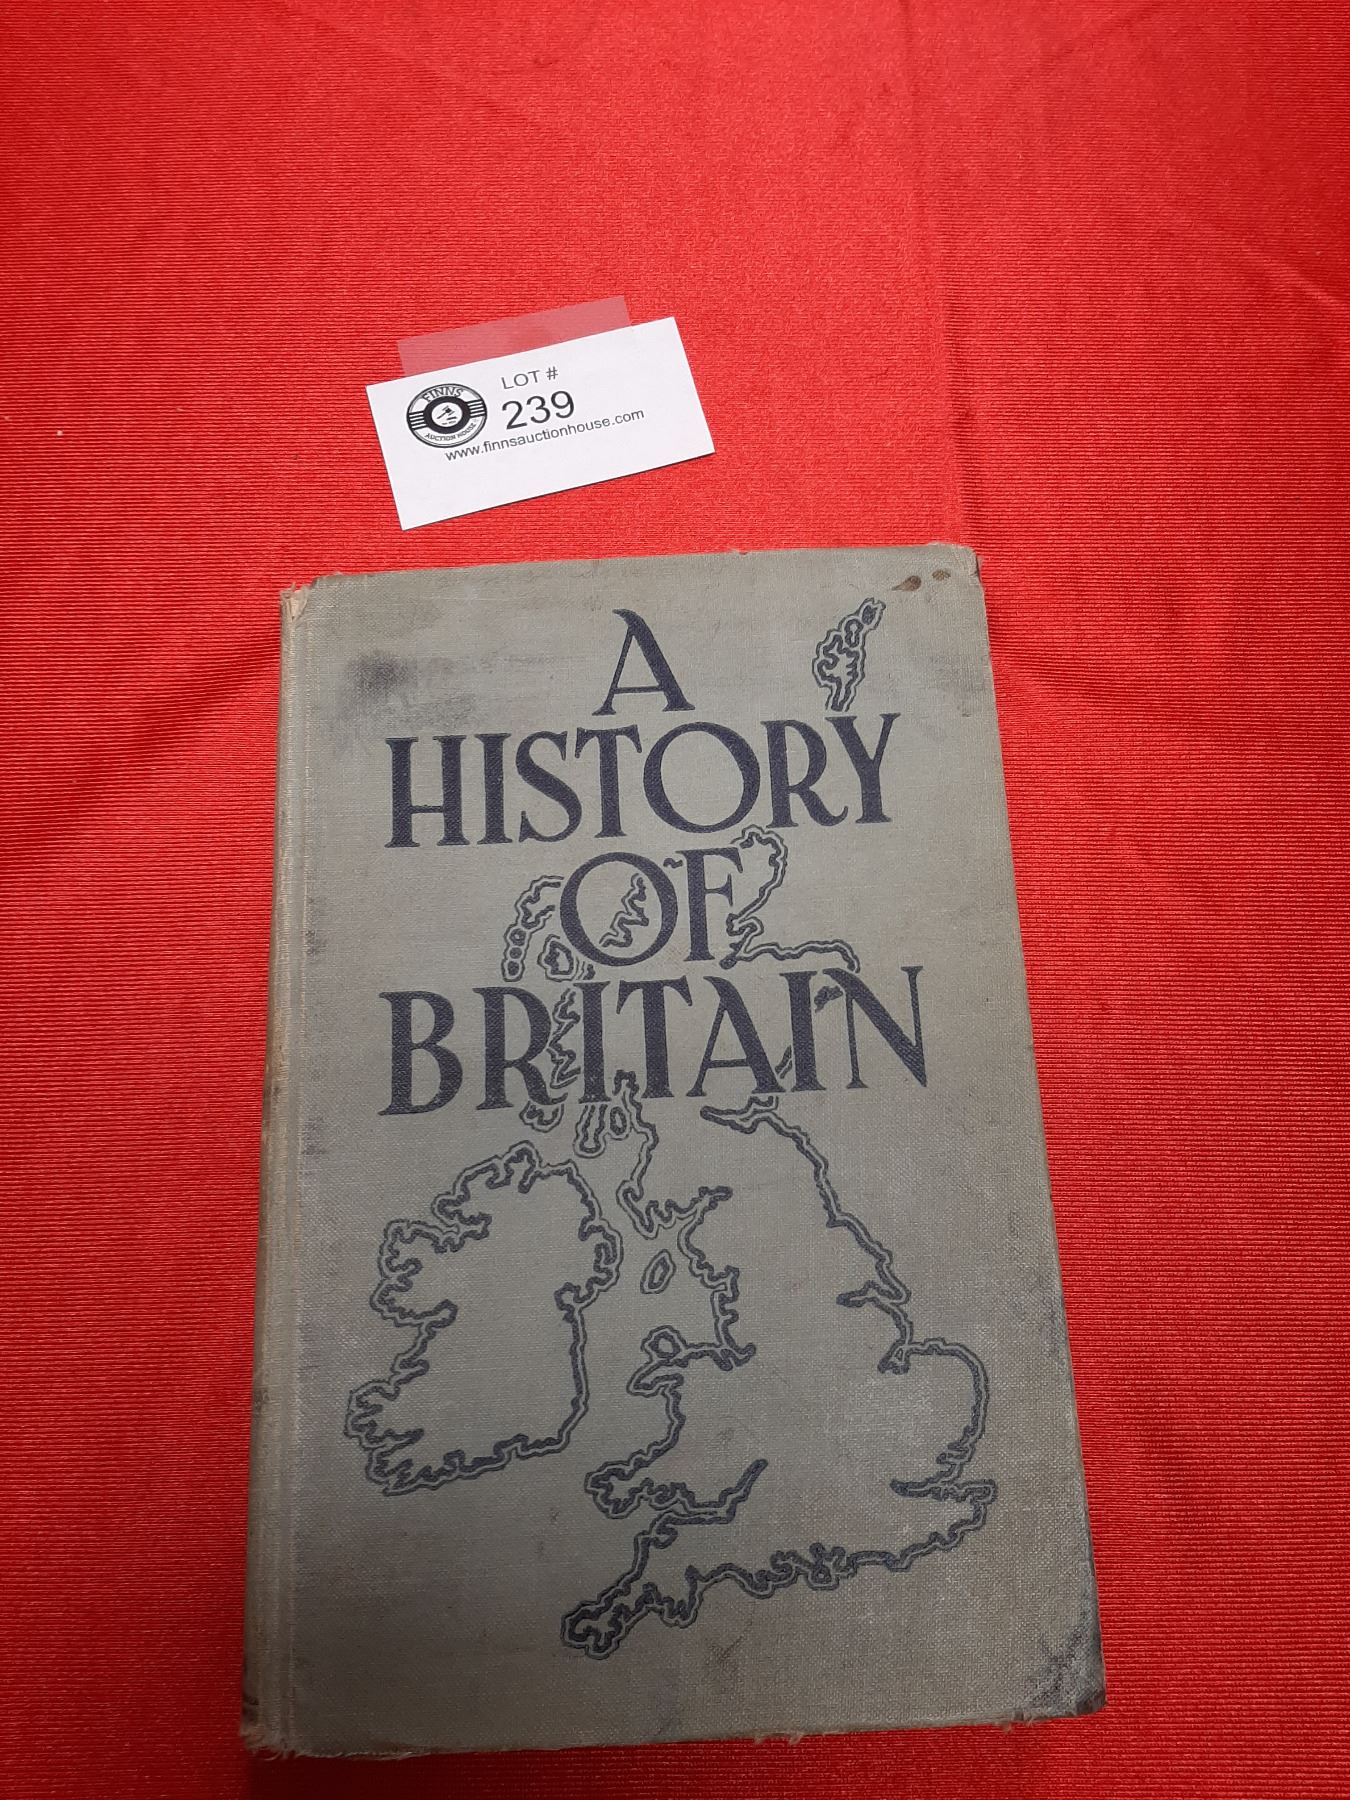 LOT #
FINNS
239
AUCTION HOUSE
www.finnsauctionhouse.com
A
HISTORY
OF
BRITAIN